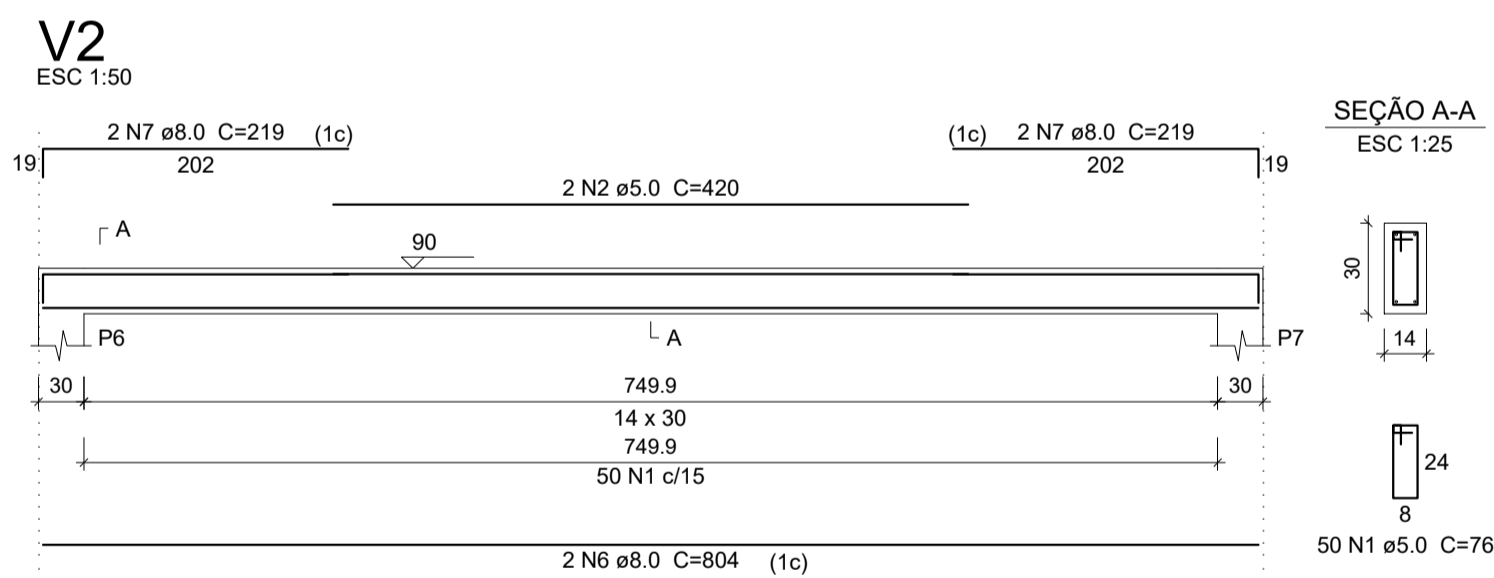 V2
ESC 1:50
SEÇÃO A-A
ESC 1:25
2 N7 ø8.0 C=219 (1c)
(1c) 2 N7 ø8.0 C=219
19
202
202
19
2 N2 ø5.0 C=420
A
90
30
P6
A
P7
14
30
749.9
30
14 x 30
749.9
50 N1 c/15
24
8
50 N1 ø5.0 C=76
2 N6 ø8.0 C=804 (1c)